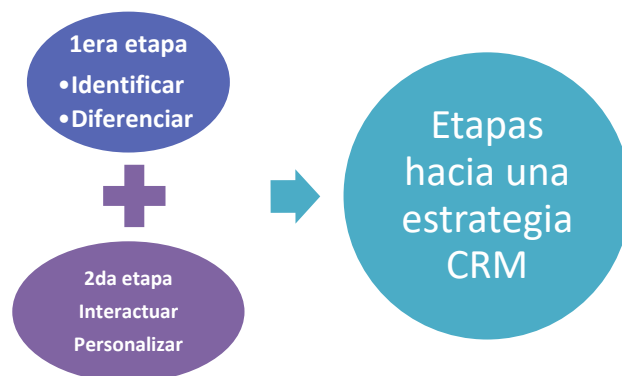 1era etapa
•Identificar
•Diferenciar
2da etapa
Interactuar
Personalizar
Etapas
hacia una
estrategia
CRM